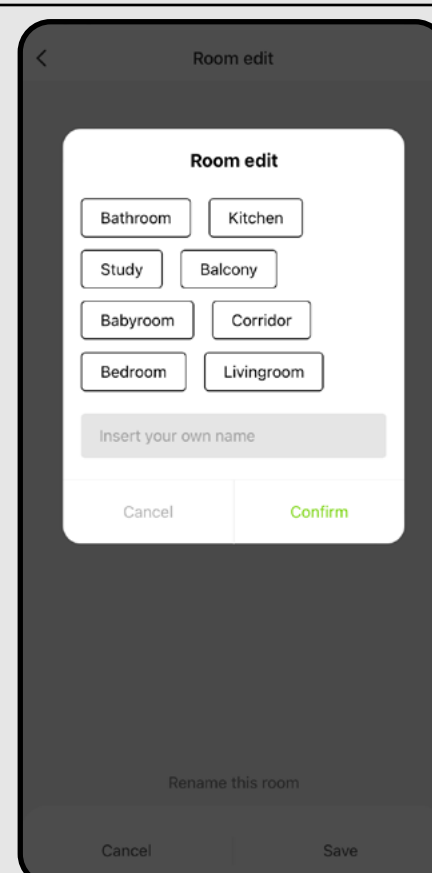 Room edit
Room edit
Bathroom Kitchen
Study Balcony
Babyroom Corridor
Bedroom Livingroom
Insert your own name
Cancel Confirm
Rename this room
Cancel Save